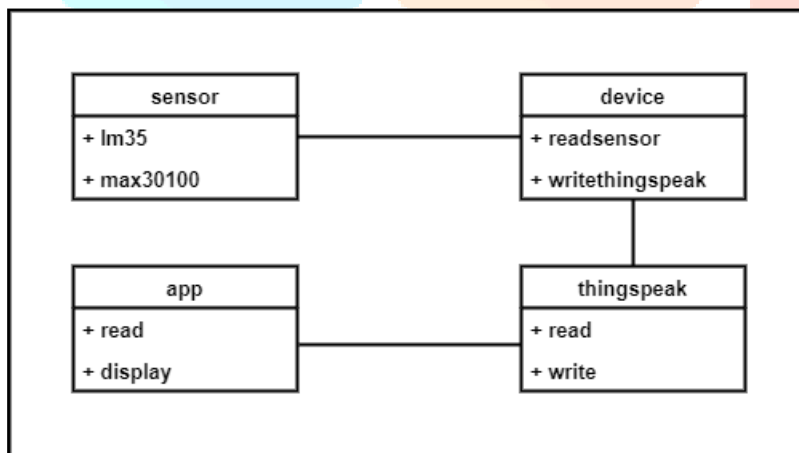 sensor
+ lm35
+ max30100
device
+ readsensor
+ writethingspeak
app
+ read
+ display
thingspeak
+ read
+ write